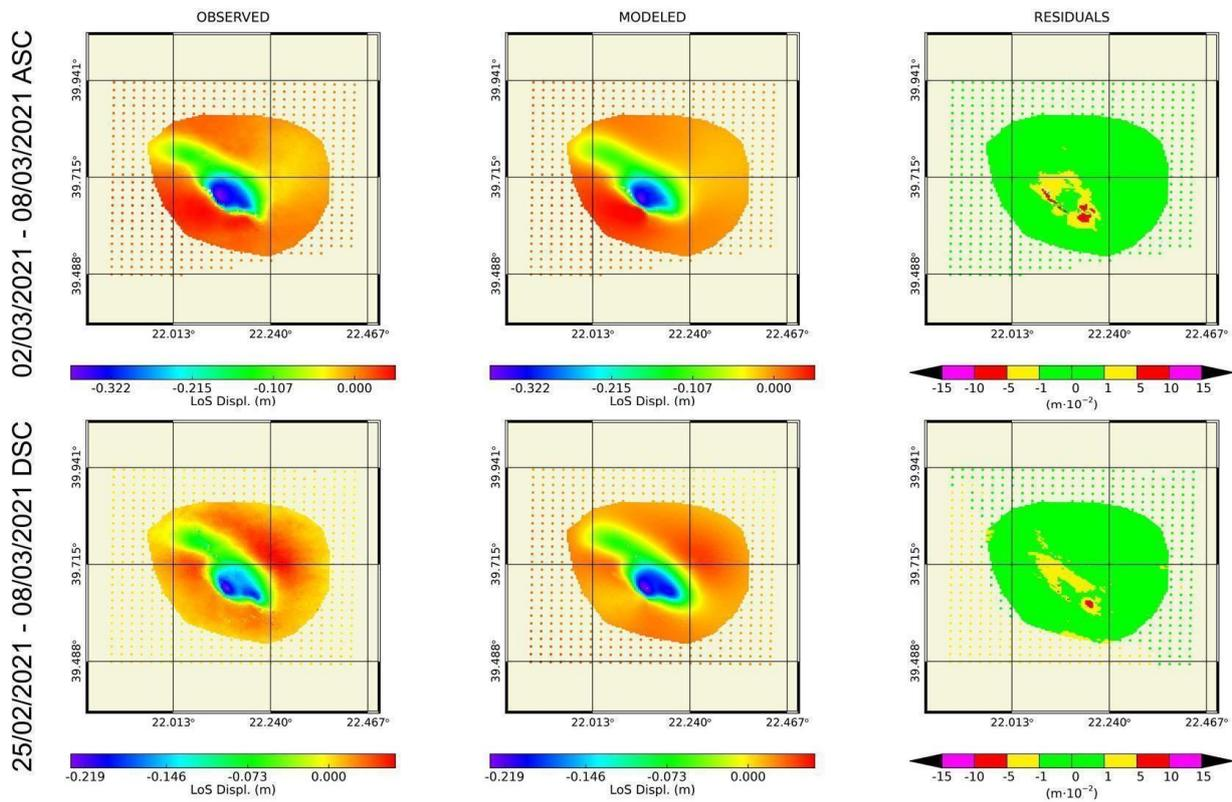 OBSERVED MODELED RESIDUALS
02/03/2021 - 08/03/2021 ASC
39.941° 39.941° 39.941°
39.715° 39.715° 39.715°
39.488° 39.488° 39.488°
22.013° 22.240° 22.467° 22.013° 22.240° 22.467° 22.013° 22.240° 22.467°
-0.322 -0.215 -0.107 0.000 -0.322 -0.215 -0.107 0.000 -15 -10 -5 -1 0 1 5 10 15
LoS Displ. (m) LoS Displ. (m) (m·10⁻²)
25/02/2021 - 08/03/2021 DSC
39.941° 39.941° 39.941°
39.715° 39.715° 39.715°
39.488° 39.488° 39.488°
22.013° 22.240° 22.467° 22.013° 22.240° 22.467° 22.013° 22.240° 22.467°
-0.219 -0.146 -0.073 0.000 -0.219 -0.146 -0.073 0.000 -15 -10 -5 -1 0 1 5 10 15
LoS Displ. (m) LoS Displ. (m) (m·10⁻²)